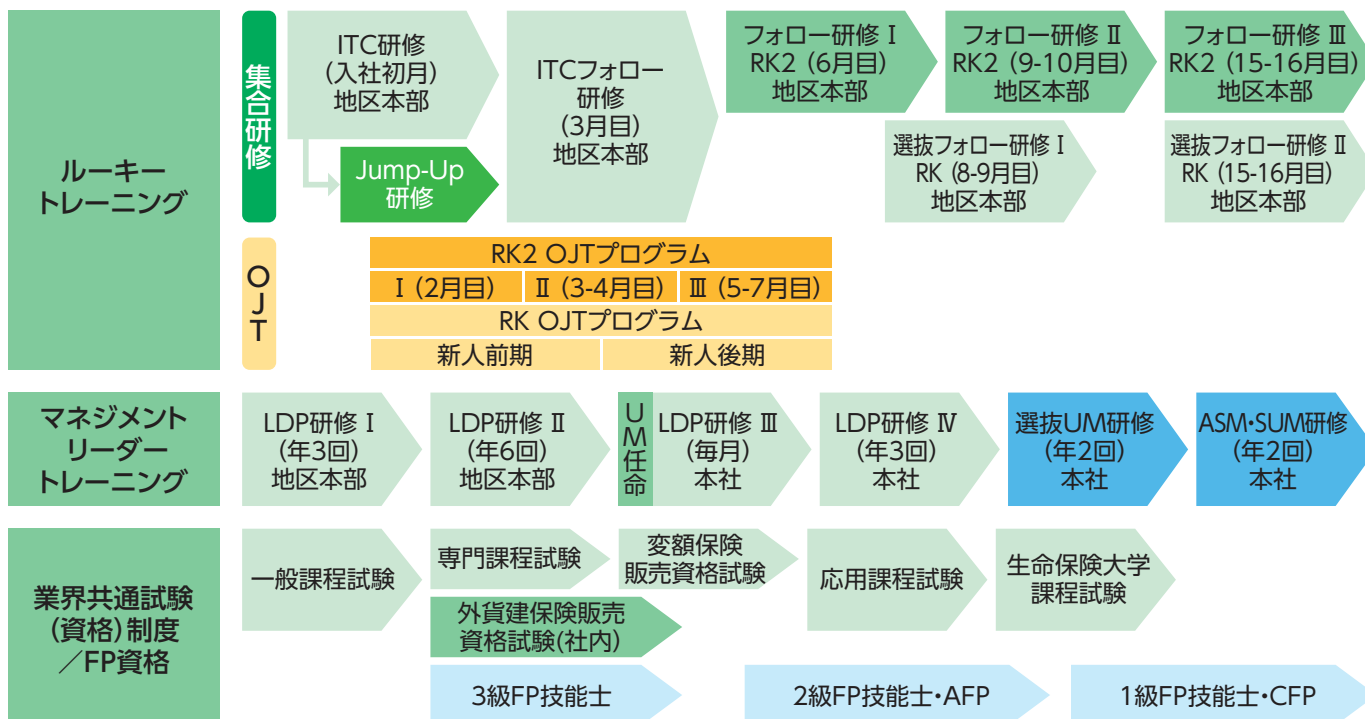 ルーキー
トレーニング
集合研修
ITC研修
(入社初月)
地区本部
Jump-Up
研修
ITCフォロー
研修
(3月目)
地区本部
フォロー研修 Ⅰ
RK2 (6月目)
地区本部
フォロー研修 Ⅱ
RK2 (9-10月目)
地区本部
フォロー研修 Ⅲ
RK2 (15-16月目)
地区本部
選抜フォロー研修 Ⅰ
RK (8-9月目)
地区本部
選抜フォロー研修 Ⅱ
RK (15-16月目)
地区本部
OJT
RK2 OJTプログラム
Ⅰ (2月目)
Ⅱ (3-4月目)
Ⅲ (5-7月目)
RK OJTプログラム
新人前期
新人後期
マネジメント
リーダー
トレーニング
LDP研修 Ⅰ
(年3回)
地区本部
LDP研修 Ⅱ
(年6回)
地区本部
UM任命
LDP研修 Ⅲ
(毎月)
本社
LDP研修 Ⅳ
(年3回)
本社
選抜UM研修
(年2回)
本社
ASM・SUM研修
(年2回)
本社
業界共通試験
(資格)制度
／FP資格
一般課程試験
専門課程試験
変額保険
販売資格試験
応用課程試験
生命保険大学
課程試験
外貨建保険販売
資格試験(社内)
3級FP技能士
2級FP技能士・AFP
1級FP技能士・CFP